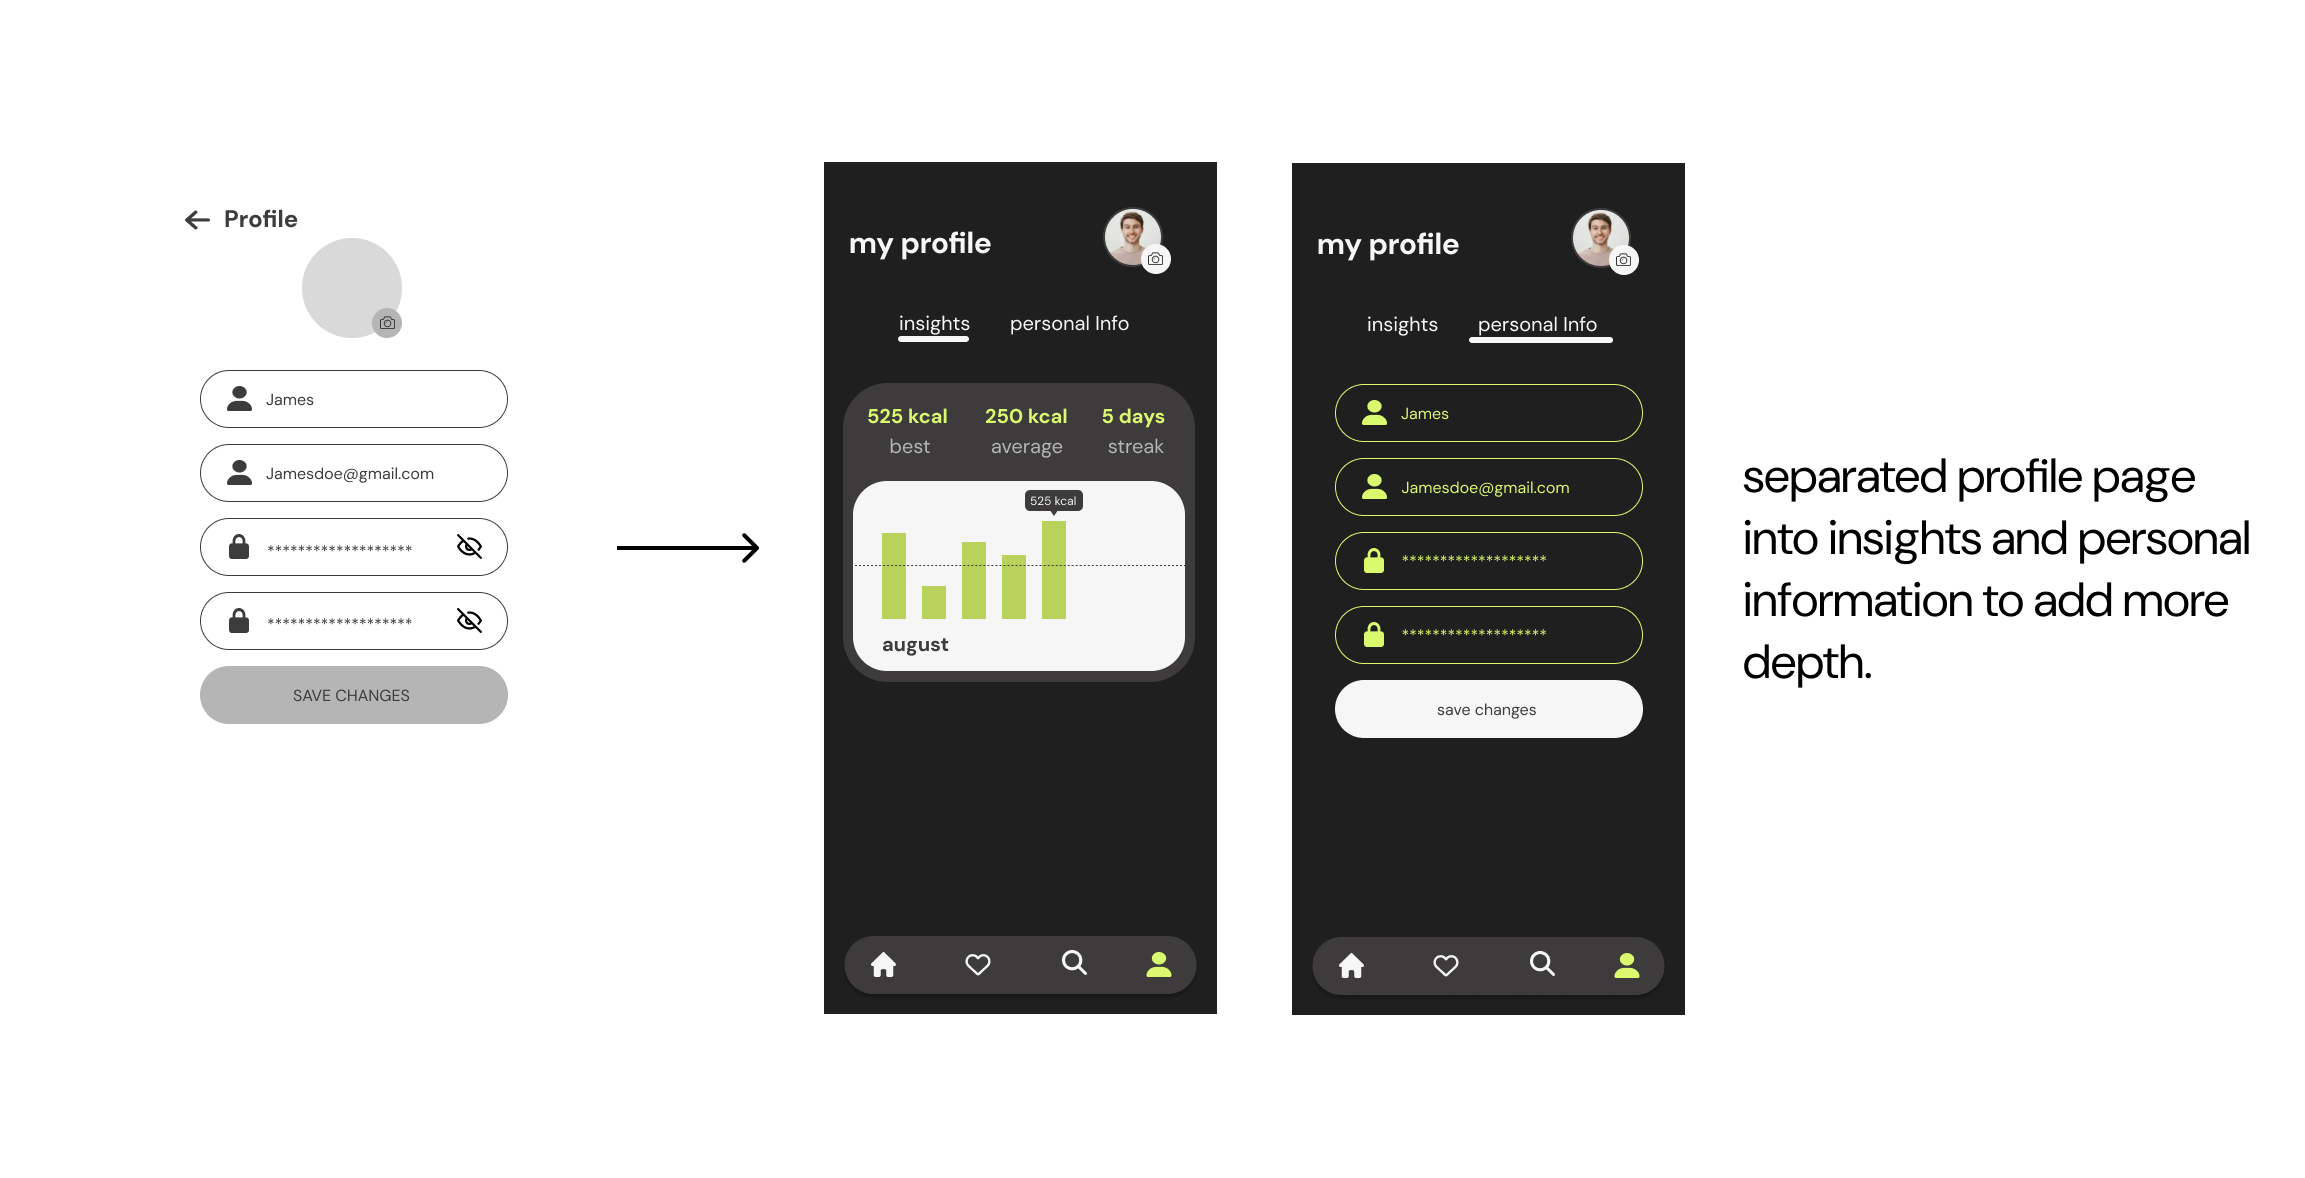 Profile
James
Jamesdoe@gmail.com
*******************
*******************
SAVE CHANGES
my profile
insights personal Info
525 kcal 250 kcal 5 days
best average streak
525 kcal
august
my profile
insights personal Info
James
Jamesdoe@gmail.com
*******************
*******************
save changes
separated profile page
into insights and personal
information to add more
depth.